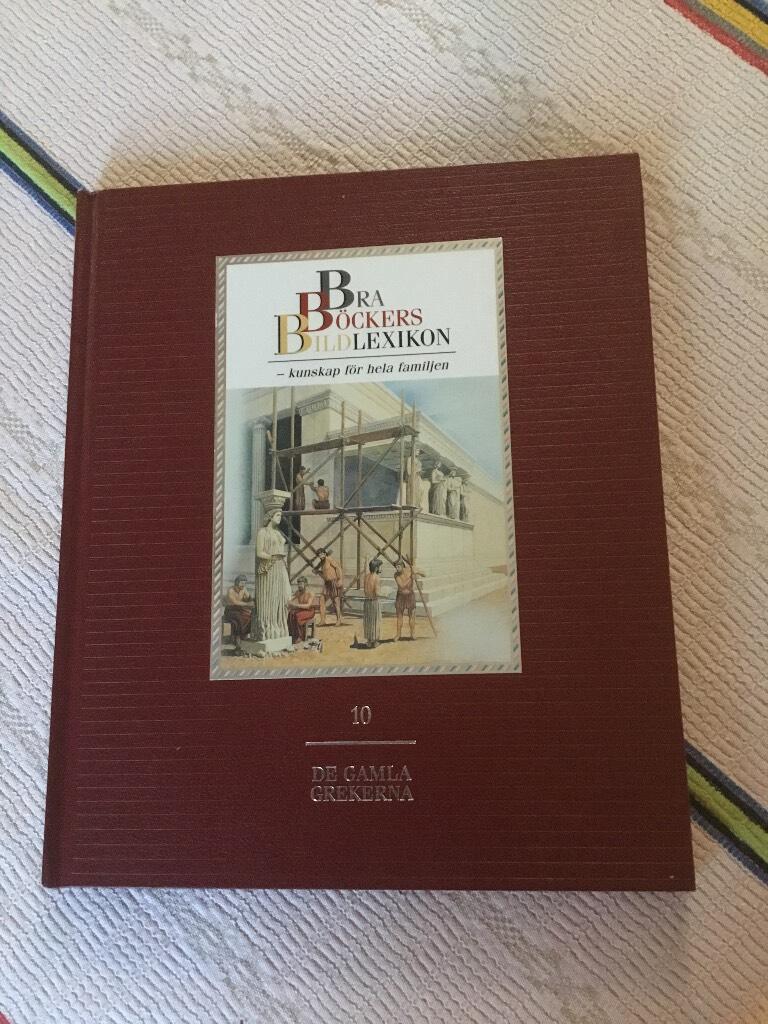 BRA
BÖCKERS
BILDLEXIKON
– kunskap för hela familjen
10
DE GAMLA
GREKERNA